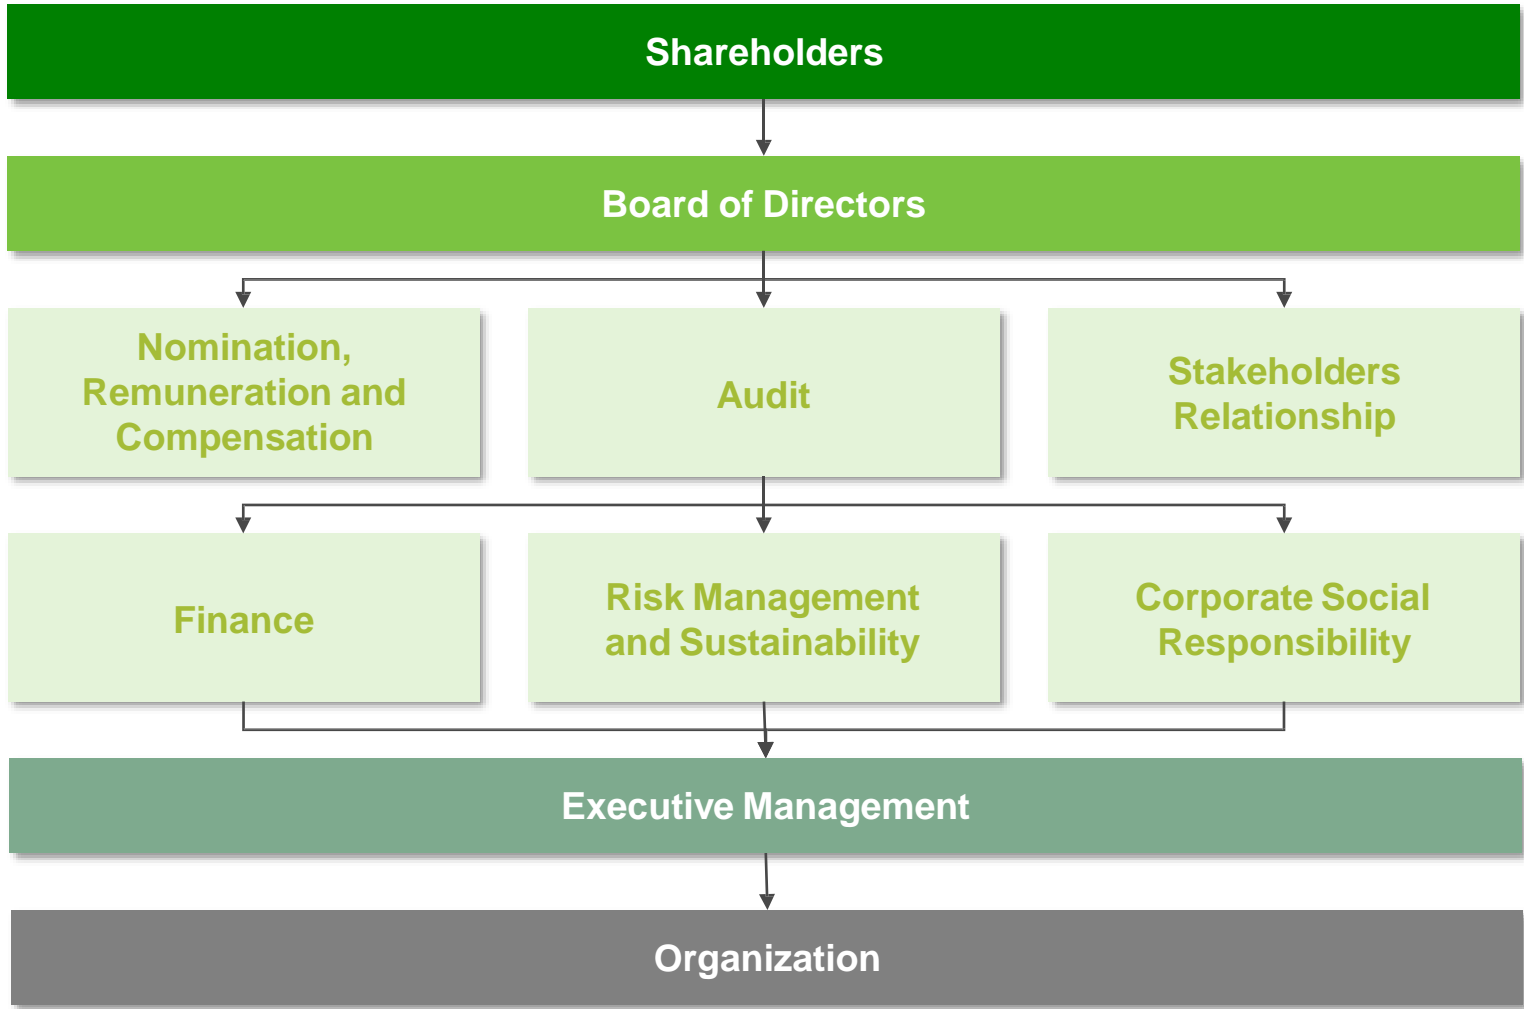 Shareholders
Board of Directors
Nomination,
Remuneration and
Compensation
Audit
Stakeholders
Relationship
Finance
Risk Management
and Sustainability
Corporate Social
Responsibility
Executive Management
Organization